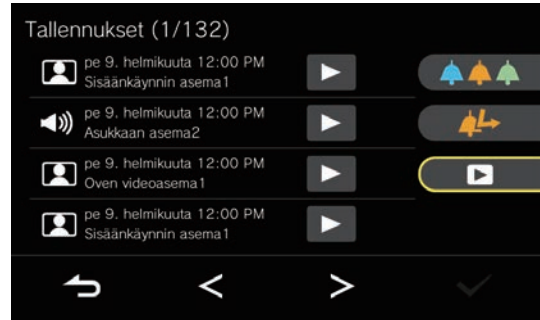 Tallennukset (1/132)
pe 9. helmikuuta 12:00 PM
Sisäänkäynnin asema1
pe 9. helmikuuta 12:00 PM
Asukkaan asema2
pe 9. helmikuuta 12:00 PM
Oven videoasema1
pe 9. helmikuuta 12:00 PM
Sisäänkäynnin asema1